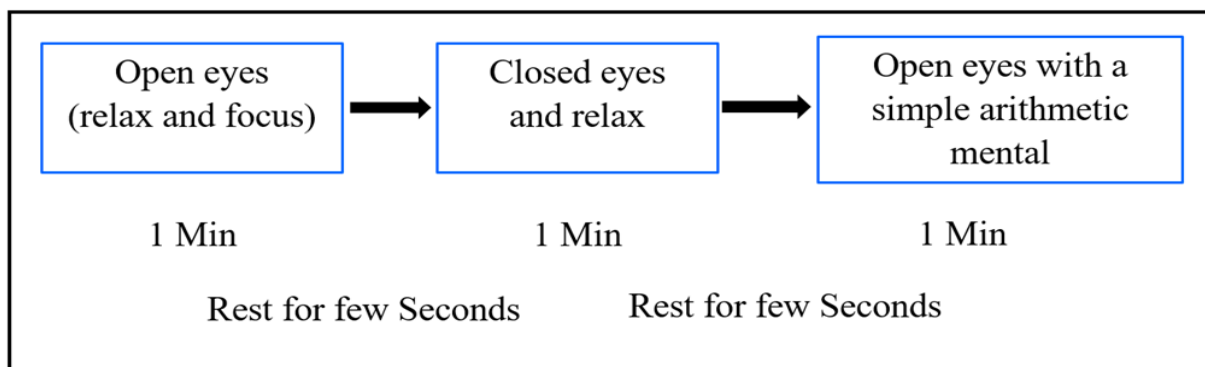 Open eyes
(relax and focus)
Closed eyes
and relax
Open eyes with a
simple arithmetic
mental
1 Min
1 Min
1 Min
Rest for few Seconds
Rest for few Seconds